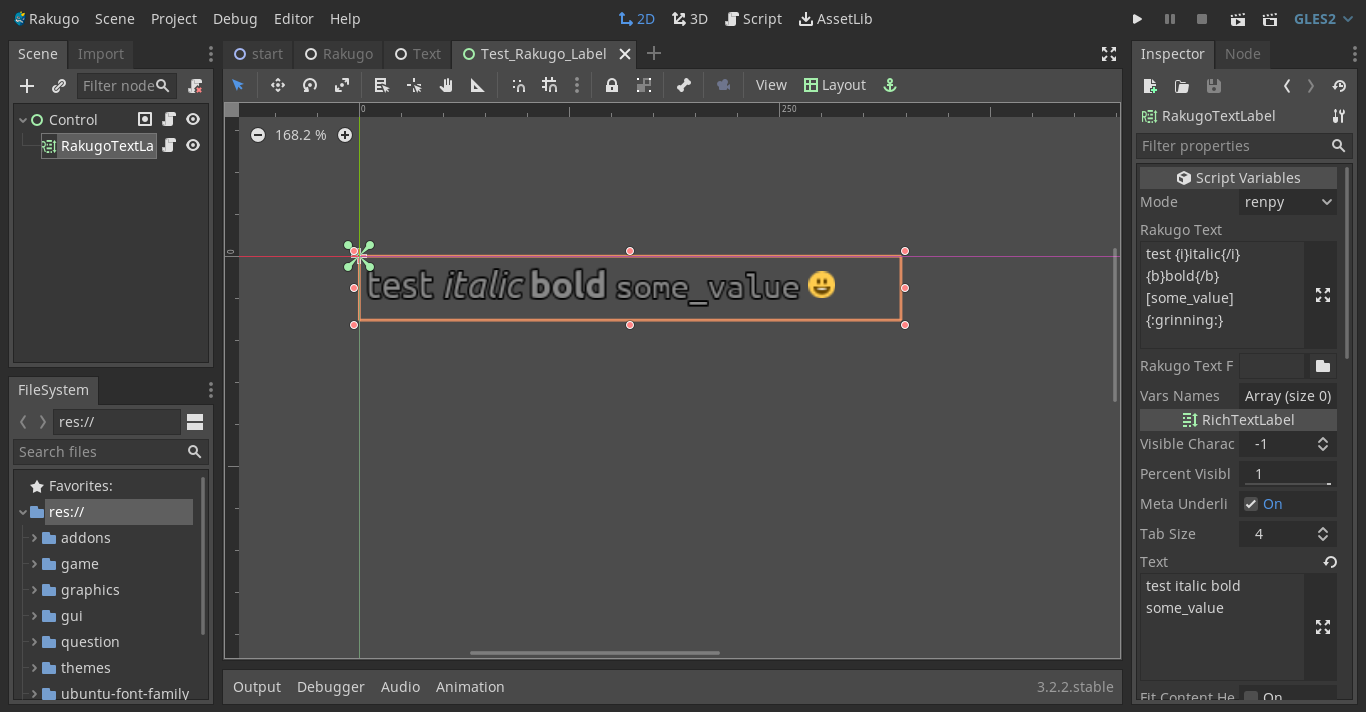 Rakugo Scene Project Debug Editor Help 2D 3D Script AssetLib GLES2
Scene Import
Filter node
Control
RakugoTextLa
FileSystem
res://
Search files
Favorites:
res://
addons
game
graphics
gui
question
themes
ubuntu-font-family
start Rakugo Text Test_Rakugo_Label
View Layout
0 250
168.2 %
0
test italic bold some_value
Output Debugger Audio Animation 3.2.2.stable
Inspector Node
RakugoTextLabel
Filter properties
Script Variables
Mode renpy
Rakugo Text
test {i}italic{/i}
{b}bold{/b}
[some_value]
{:grinning:}
Rakugo Text F
Vars Names Array (size 0)
RichTextLabel
Visible Charac -1
Percent Visibl 1
Meta Underli On
Tab Size 4
Text
test italic bold
some_value
Fit Content He On